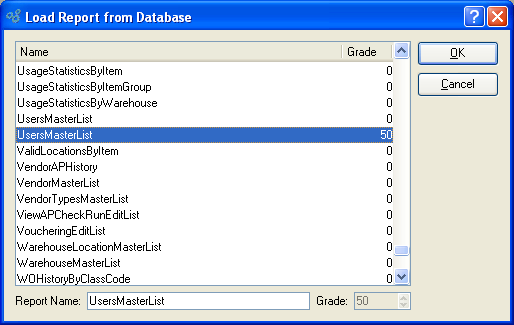 Load Report from Database
Name Grade
UsageStatisticsByItem 0
UsageStatisticsByItemGroup 0
UsageStatisticsByWarehouse 0
UsersMasterList 0
UsersMasterList 50
ValidLocationsByItem 0
VendorAPHistory 0
VendorMasterList 0
VendorTypesMasterList 0
ViewAPCheckRunEditList 0
VoucheringEditList 0
WarehouseLocationMasterList 0
WarehouseMasterList 0
WOHistoryByClassCode 0
OK
Cancel
Report Name: UsersMasterList Grade: 50